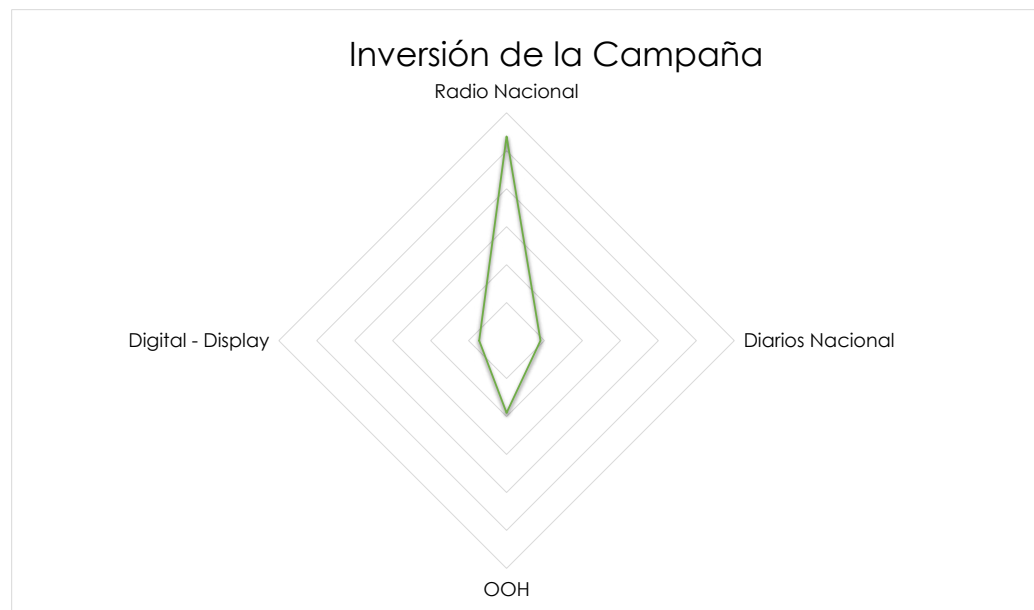 Inversión de la Campaña
Radio Nacional
Digital - Display
Diarios Nacional
OOH